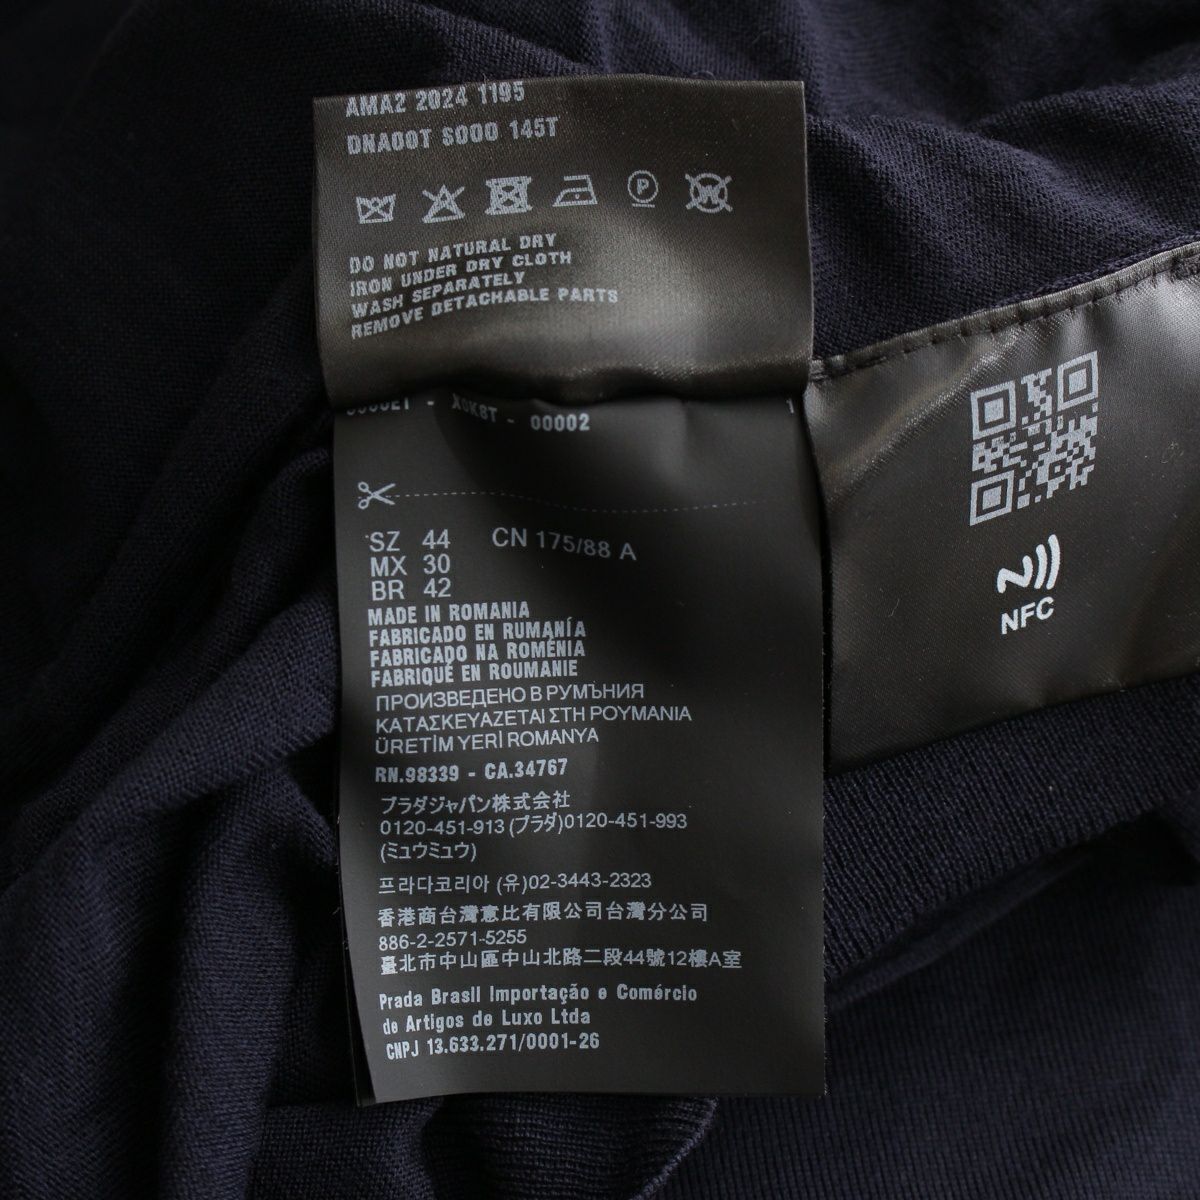 AMA2 2024 1195
DNA00T S000 145T
P
W
DO NOT NATURAL DRY
IRON UNDER DRY CLOTH
WASH SEPARATELY
REMOVE DETACHABLE PARTS
- X0K8T - 00002
1
SZ 44 CN 175/88 A
MX 30
BR 42
MADE IN ROMANIA
FABRICADO EN RUMANÍA
FABRICADO NA ROMÉNIA
FABRIQUÉ EN ROUMANIE
ПРОИЗВЕДЕНО В РУМЪНИЯ
ΚΑΤΑΣΚΕΥΑΖΕΤΑΙ ΣΤΗ ΡΟΥΜΑΝΙΑ
ÜRETİM YERİ ROMANYA
RN.98339 - CA.34767
プラダジャパン株式会社
0120-451-913 (プラダ)0120-451-993
(ミュウミュウ)
프라다코리아 (유)02-3443-2323
香港商台灣意比有限公司台灣分公司
886-2-2571-5255
臺北市中山區中山北路二段44號12樓A室
Prada Brasil Importação e Comércio
de Artigos de Luxo Ltda
CNPJ 13.633.271/0001-26
NFC